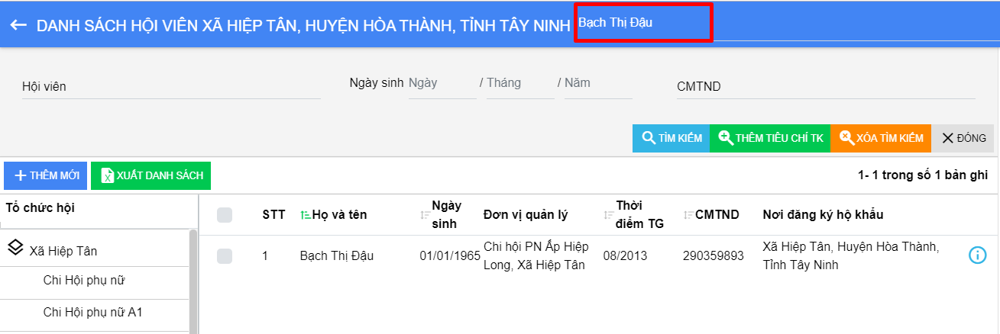 DANH SÁCH HỘI VIÊN XÃ HIỆP TÂN, HUYỆN HÒA THÀNH, TỈNH TÂY NINH Bạch Thị Đậu
Hội viên Ngày sinh Ngày / Tháng / Năm CMTND
TÌM KIẾM THÊM TIÊU CHÍ TK XÓA TÌM KIẾM ĐÓNG
THÊM MỚI XUẤT DANH SÁCH 1- 1 trong số 1 bản ghi
Tổ chức hội
STT Họ và tên Ngày sinh Đơn vị quản lý Thời điểm TG CMTND Nơi đăng ký hộ khẩu
Xã Hiệp Tân
1 Bạch Thị Đậu 01/01/1965 Chi hội PN Ấp Hiệp Long, Xã Hiệp Tân 08/2013 290359893 Xã Hiệp Tân, Huyện Hòa Thành, Tỉnh Tây Ninh
Chi Hội phụ nữ
Chi Hội phụ nữ A1